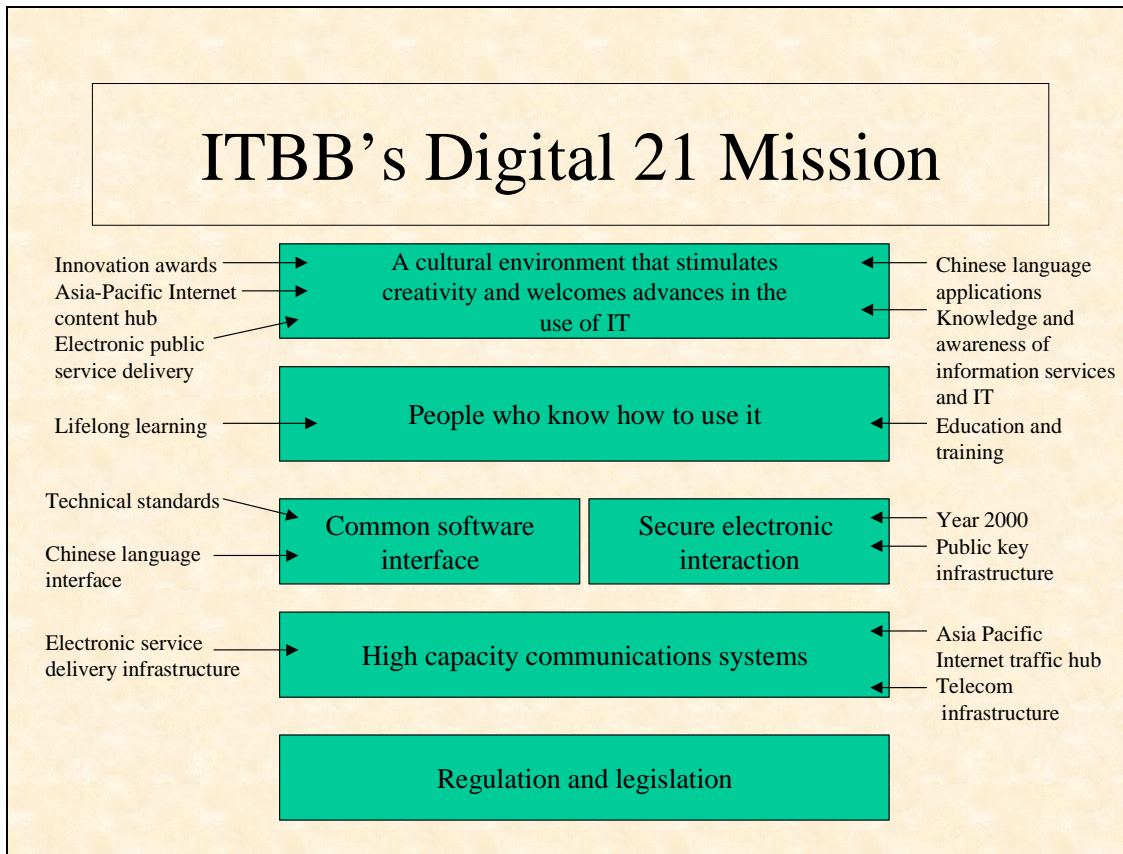 ITBB’s Digital 21 Mission
Innovation awards
Asia-Pacific Internet
content hub
Electronic public
service delivery
A cultural environment that stimulates
creativity and welcomes advances in the
use of IT
Chinese language
applications
Knowledge and
awareness of
information services
and IT
Lifelong learning
People who know how to use it
Education and
training
Technical standards
Chinese language
interface
Common software
interface
Secure electronic
interaction
Year 2000
Public key
infrastructure
Electronic service
delivery infrastructure
High capacity communications systems
Asia Pacific
Internet traffic hub
Telecom
infrastructure
Regulation and legislation